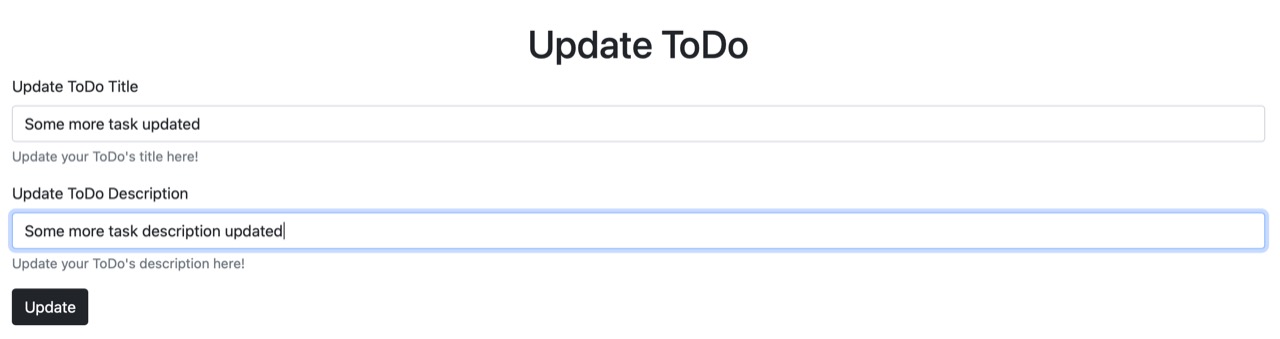 Update ToDo
Update ToDo Title
Some more task updated
Update your ToDo's title here!
Update ToDo Description
Some more task description updated
Update your ToDo's description here!
Update